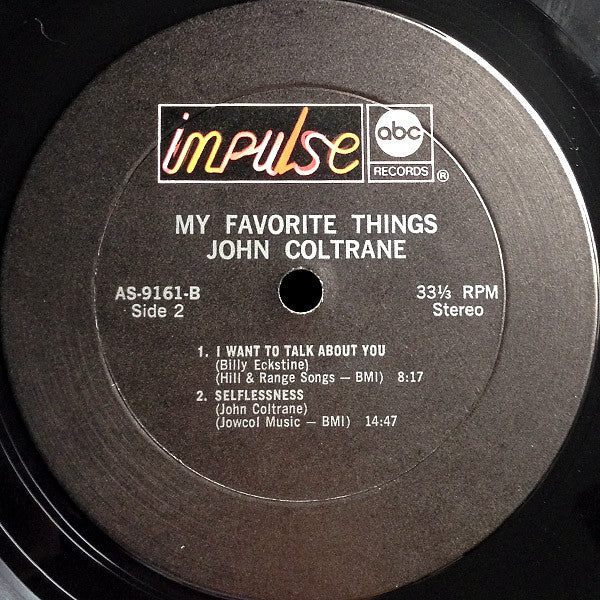 impulse
abc
RECORDS ®
MY FAVORITE THINGS
JOHN COLTRANE
AS-9161-B
Side 2
33⅓ RPM
Stereo
1. I WANT TO TALK ABOUT YOU
(Billy Eckstine)
(Hill & Range Songs — BMI) 8:17
2. SELFLESSNESS
(John Coltrane)
(Jowcol Music — BMI) 14:47